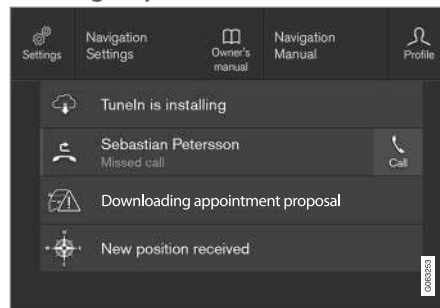 Settings
Navigation
Settings
Owner's
manual
Navigation
Manual
Profile
TuneIn is installing
Sebastian Petersson
Missed call
Call
Downloading appointment proposal
New position received
G063253